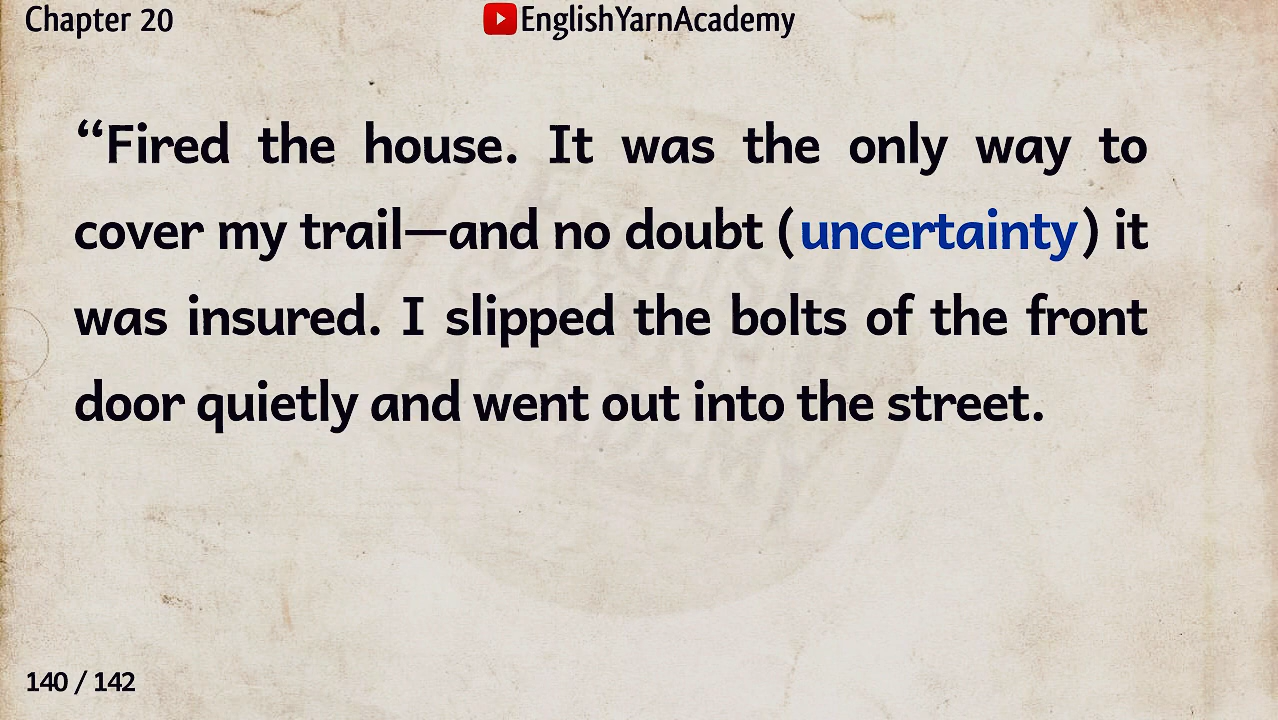 Chapter 20
EnglishYarnAcademy
“Fired the house. It was the only way to
cover my trail—and no doubt (uncertainty) it
was insured. I slipped the bolts of the front
door quietly and went out into the street.
140 / 142